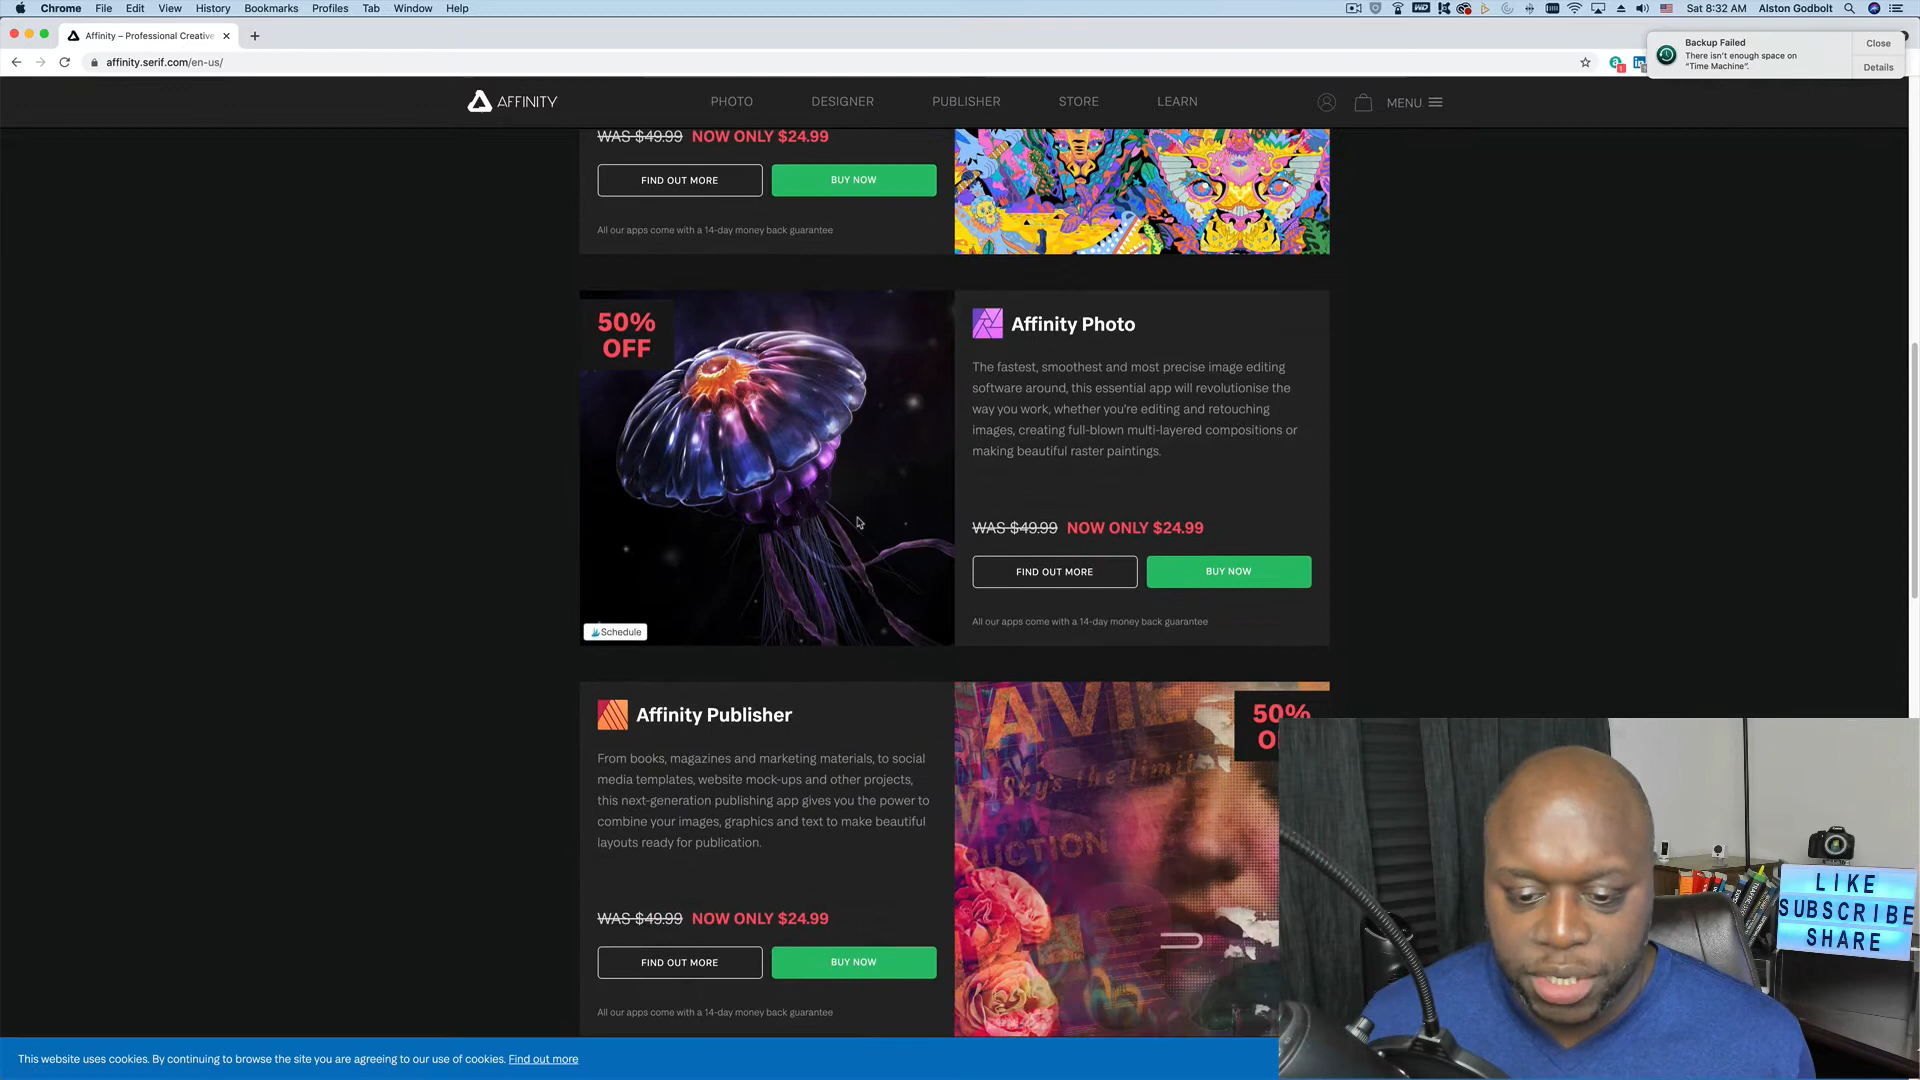 Chrome File Edit View History Bookmarks Profiles Tab Window Help
Sat 8:32 AM Alston Godbolt
Affinity – Professional Creative
affinity.serif.com/en-us/
Backup Failed
There isn't enough space on
"Time Machine".
Close
Details
AFFINITY
PHOTO DESIGNER PUBLISHER STORE LEARN
MENU
WAS $49.99 NOW ONLY $24.99
FIND OUT MORE
BUY NOW
All our apps come with a 14-day money back guarantee
50%
OFF
Schedule
Affinity Photo
The fastest, smoothest and most precise image editing
software around, this essential app will revolutionise the
way you work, whether you're editing and retouching
images, creating full-blown multi-layered compositions or
making beautiful raster paintings.
WAS $49.99 NOW ONLY $24.99
FIND OUT MORE
BUY NOW
All our apps come with a 14-day money back guarantee
Affinity Publisher
From books, magazines and marketing materials, to social
media templates, website mock-ups and other projects,
this next-generation publishing app gives you the power to
combine your images, graphics and text to make beautiful
layouts ready for publication.
WAS $49.99 NOW ONLY $24.99
FIND OUT MORE
BUY NOW
All our apps come with a 14-day money back guarantee
50%
Sky's the limit
LIKE
SUBSCRIBE
SHARE
This website uses cookies. By continuing to browse the site you are agreeing to our use of cookies. Find out more